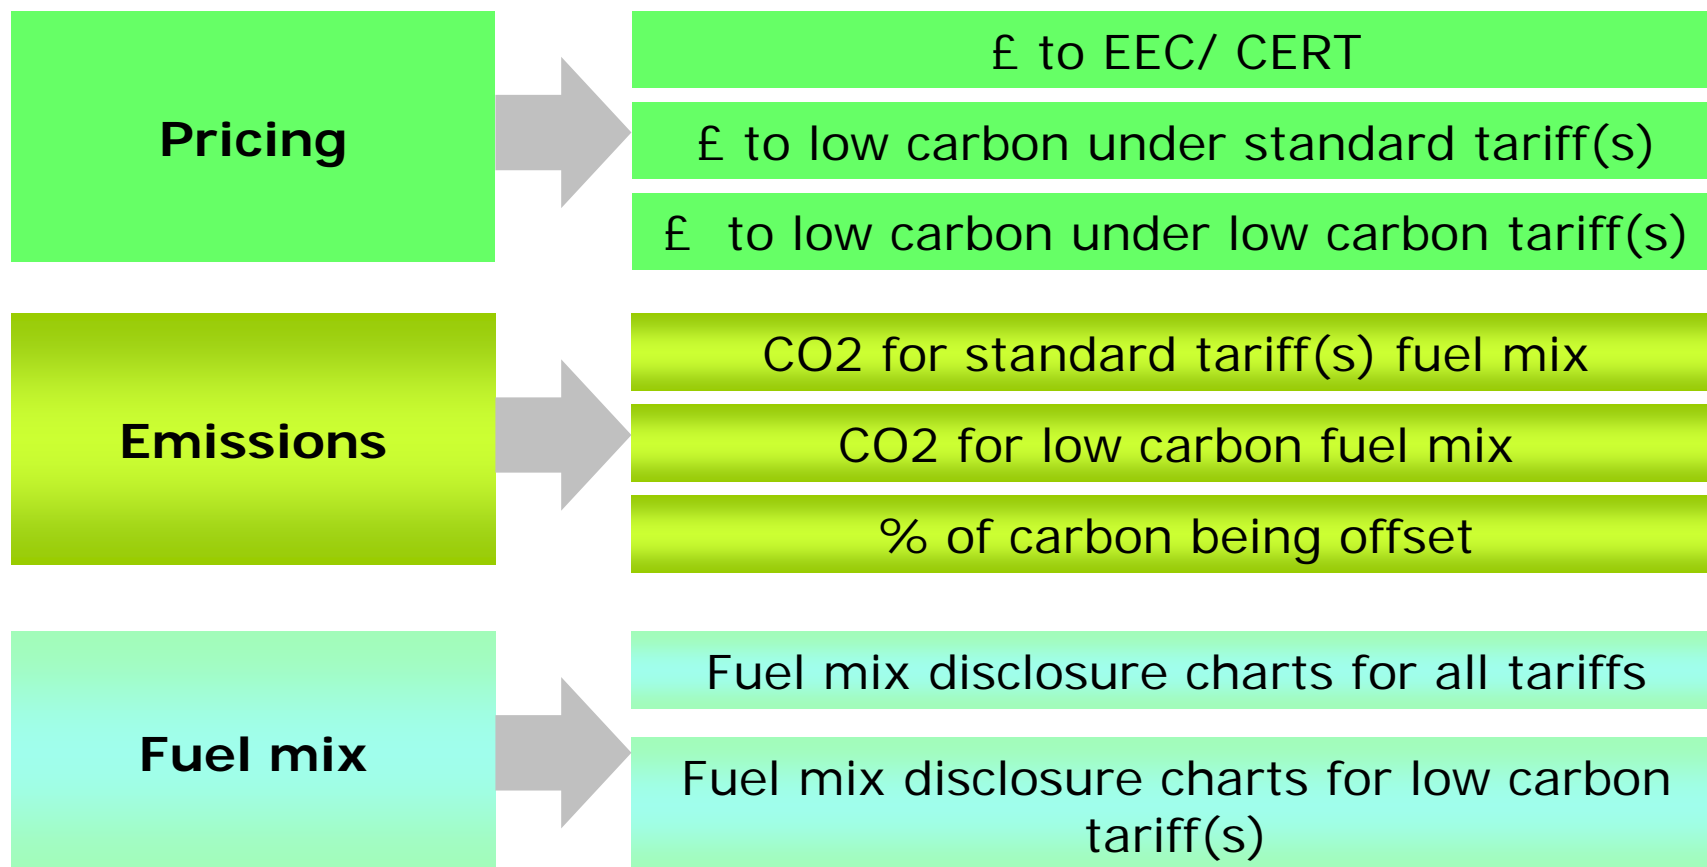 Pricing
£ to EEC/ CERT
£ to low carbon under standard tariff(s)
£ to low carbon under low carbon tariff(s)
Emissions
CO2 for standard tariff(s) fuel mix
CO2 for low carbon fuel mix
% of carbon being offset
Fuel mix
Fuel mix disclosure charts for all tariffs
Fuel mix disclosure charts for low carbon
tariff(s)